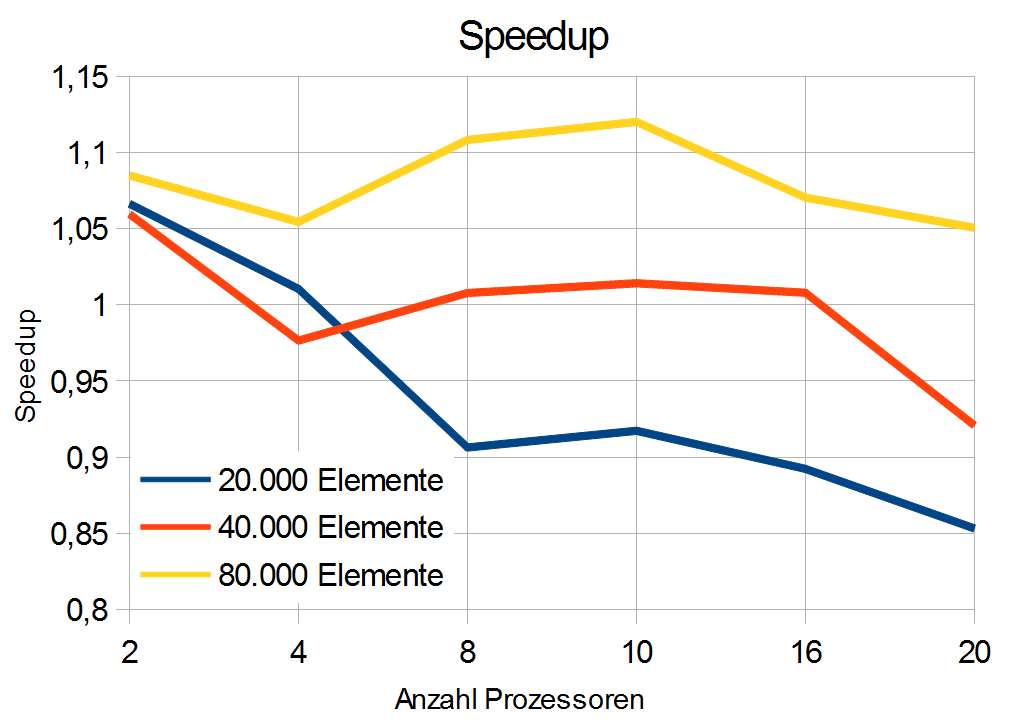 Speedup
1,15
1,1
1,05
1
0,95
0,9
0,85
0,8
Speedup
20.000 Elemente
40.000 Elemente
80.000 Elemente
2 4 8 10 16 20
Anzahl Prozessoren